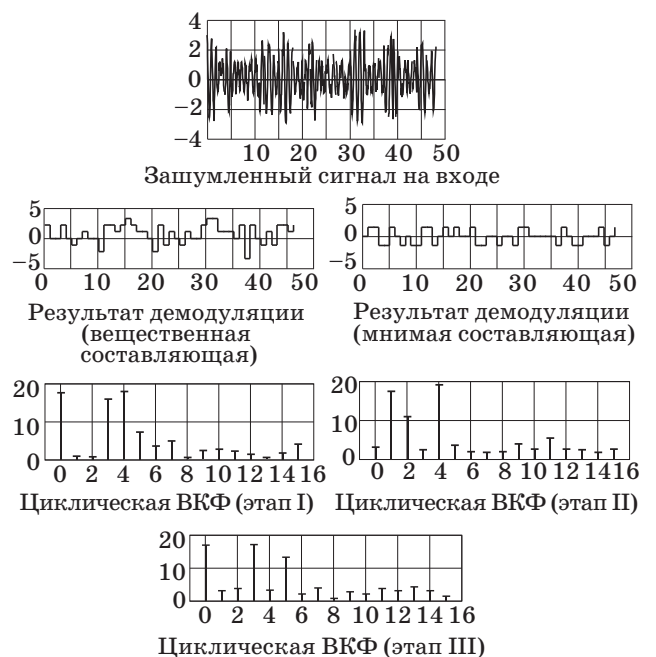 4
2
0
−2
−4
10 20 30 40 50
Зашумленный сигнал на входе
5
0
−5
0 10 20 30 40 50
Результат демодуляции
(вещественная
составляющая)
5
0
−5
0 10 20 30 40 50
Результат демодуляции
(мнимая составляющая)
20
10
0
0 2 4 6 8 10 12 14 16
Циклическая ВКФ (этап I)
20
10
0
0 2 4 6 8 10 12 14 16
Циклическая ВКФ (этап II)
20
10
0
0 2 4 6 8 10 12 14 16
Циклическая ВКФ (этап III)